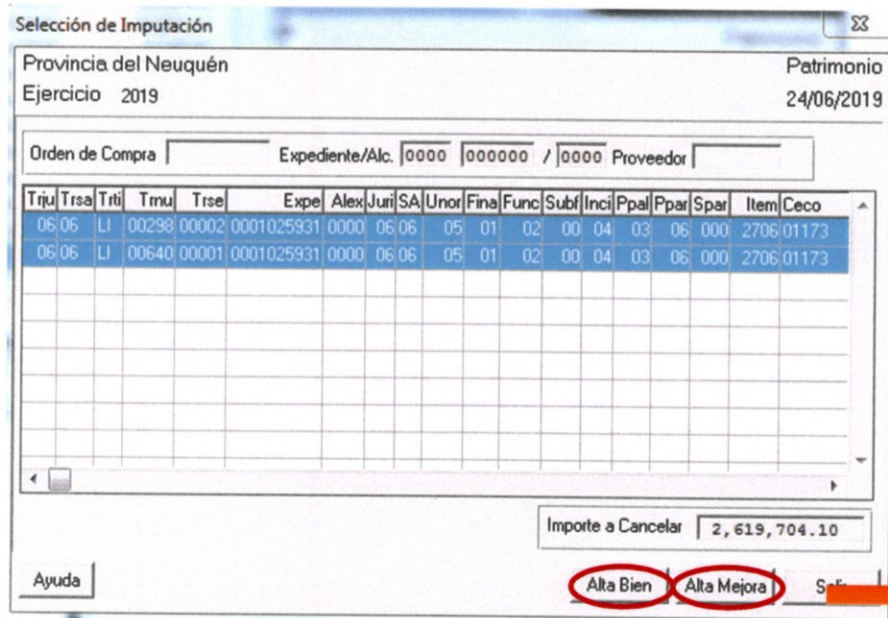 Selección de Imputación
Provincia del Neuquén Patrimonio
Ejercicio 2019 24/06/2019
Orden de Compra Expediente/Alc. 0000 000000 / 0000 Proveedor
Trju Trsa Trti Trnu Trse Expe Alex Juri SA Unor Fina Func Subf Inci Ppal Ppar Spar Item Ceco
06 06 LI 00298 00002 0001025931 0000 06 06 05 01 02 00 04 03 06 000 2706 01173
06 06 LI 00640 00001 0001025931 0000 06 06 05 01 02 00 04 03 06 000 2706 01173
Importe a Cancelar 2,619,704.10
Ayuda Alta Bien Alta Mejora